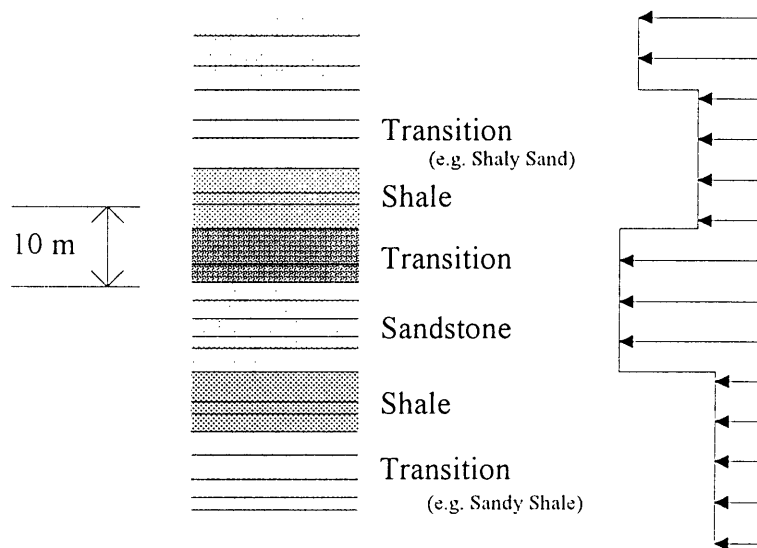 Transition
(e.g. Shaly Sand)
Shale
10 m
Transition
Sandstone
Shale
Transition
(e.g. Sandy Shale)